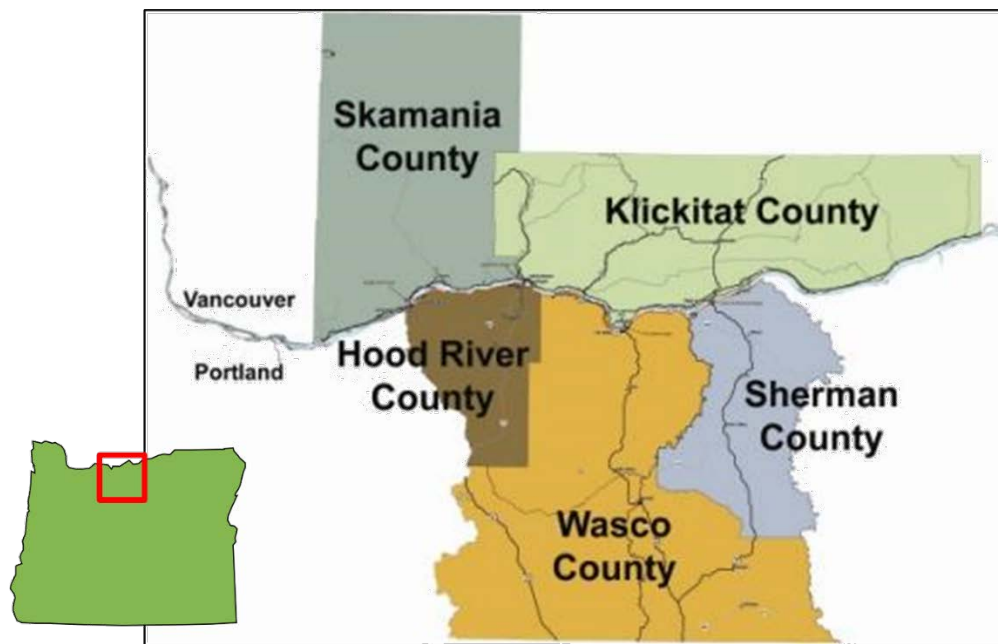 Skamania
County
Klickitat County
Vancouver
Portland
Hood River
County
Sherman
County
Wasco
County